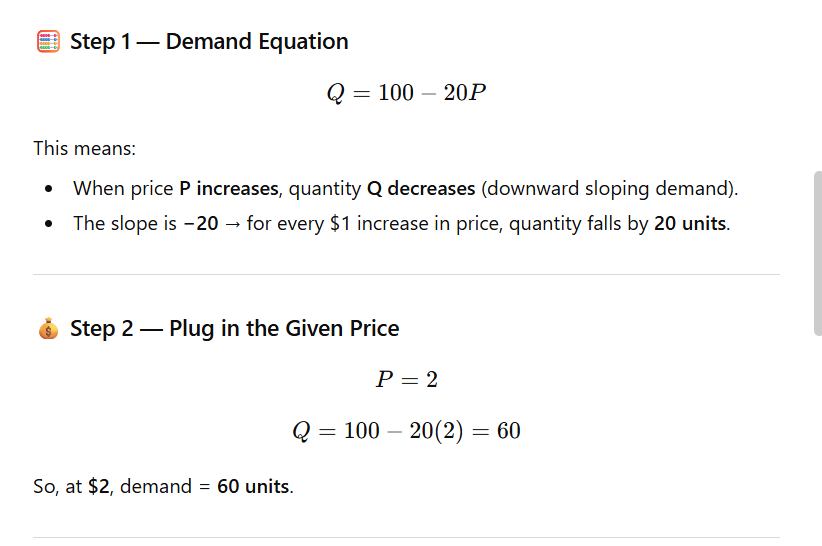 🧮 Step 1 — Demand Equation
Q = 100 − 20P
This means:
• When price P increases, quantity Q decreases (downward sloping demand).
• The slope is −20 → for every $1 increase in price, quantity falls by 20 units.
💰 Step 2 — Plug in the Given Price
P = 2
Q = 100 − 20(2) = 60
So, at $2, demand = 60 units.